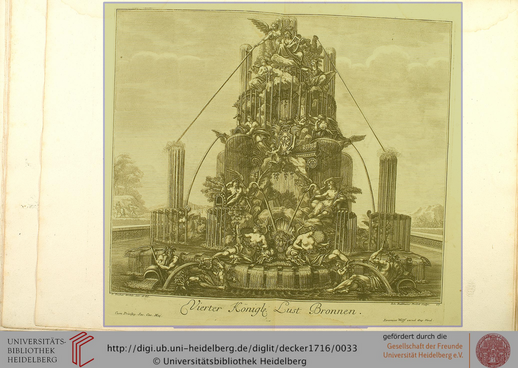 Vierter Königl. Lust Bronnen.
UNIVERSITÄTS-
BIBLIOTHEK
HEIDELBERG
http://digi.ub.uni-heidelberg.de/diglit/decker1716/0033
© Universitätsbibliothek Heidelberg
gefördert durch die
Gesellschaft der Freunde
Universität Heidelberg e.V.